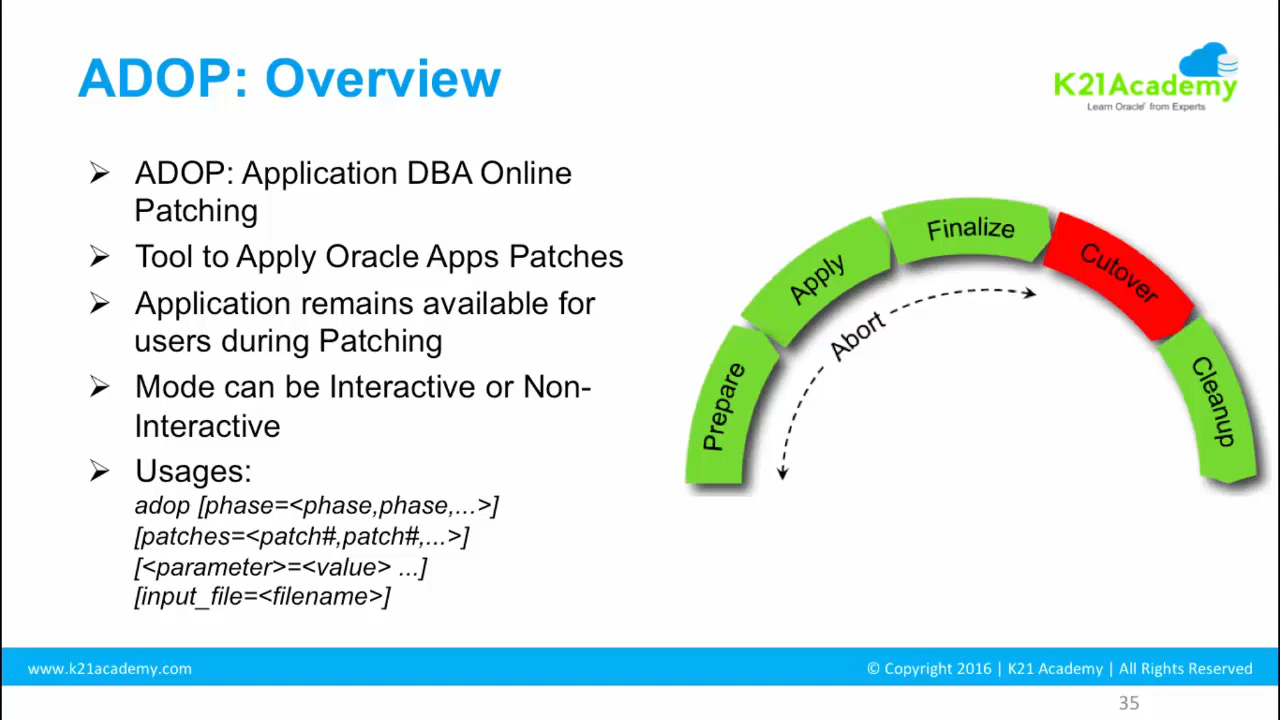 ADOP: Overview
K21Academy
Learn Oracle' from Experts
➢ ADOP: Application DBA Online
Patching
➢ Tool to Apply Oracle Apps Patches
➢ Application remains available for
users during Patching
➢ Mode can be Interactive or Non-
Interactive
➢ Usages:
adop [phase=<phase,phase,...>]
[patches=<patch#,patch#,...>]
[<parameter>=<value> ...]
[input_file=<filename>]
Prepare
Apply
Finalize
Cutover
Cleanup
Abort
www.k21academy.com
© Copyright 2016 | K21 Academy | All Rights Reserved
35